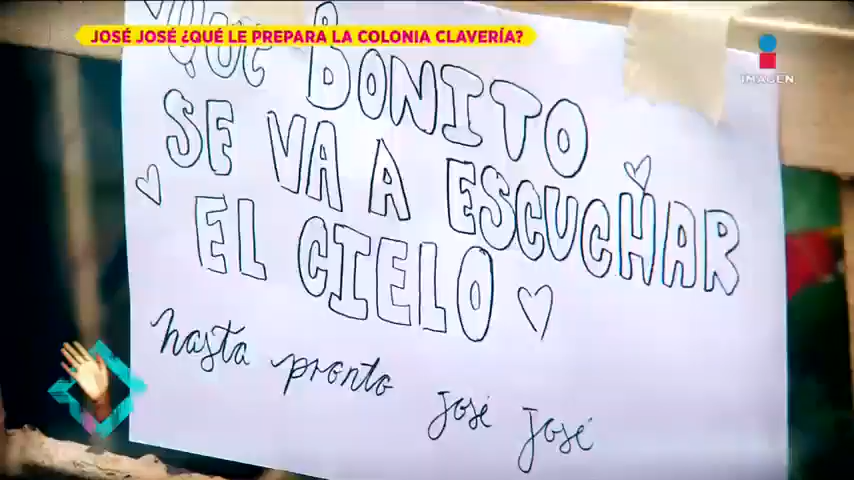 JOSÉ JOSÉ ¿QUÉ LE PREPARA LA COLONIA CLAVERÍA?
IMAGEN
QUE BONITO
SE VA A ESCUCHAR
EL CIELO
hasta pronto José José